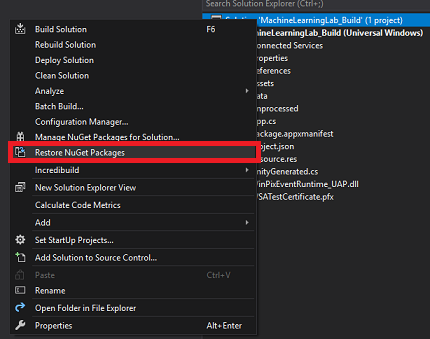 Search Solution Explorer (Ctrl+;)
Solution 'MachineLearningLab_Build' (1 project)
MachineLearningLab_Build (Universal Windows)
Connected Services
Properties
References
Assets
Data
Unprocessed
App.cs
Package.appxmanifest
project.json
resource.res
UnityGenerated.cs
WinPixEventRuntime_UAP.dll
WSATestCertificate.pfx
Build Solution F6
Rebuild Solution
Deploy Solution
Clean Solution
Analyze
Batch Build...
Configuration Manager...
Manage NuGet Packages for Solution...
Restore NuGet Packages
Incredibuild
New Solution Explorer View
Calculate Code Metrics
Add
Set StartUp Projects...
Add Solution to Source Control...
Paste Ctrl+V
Rename
Open Folder in File Explorer
Properties Alt+Enter